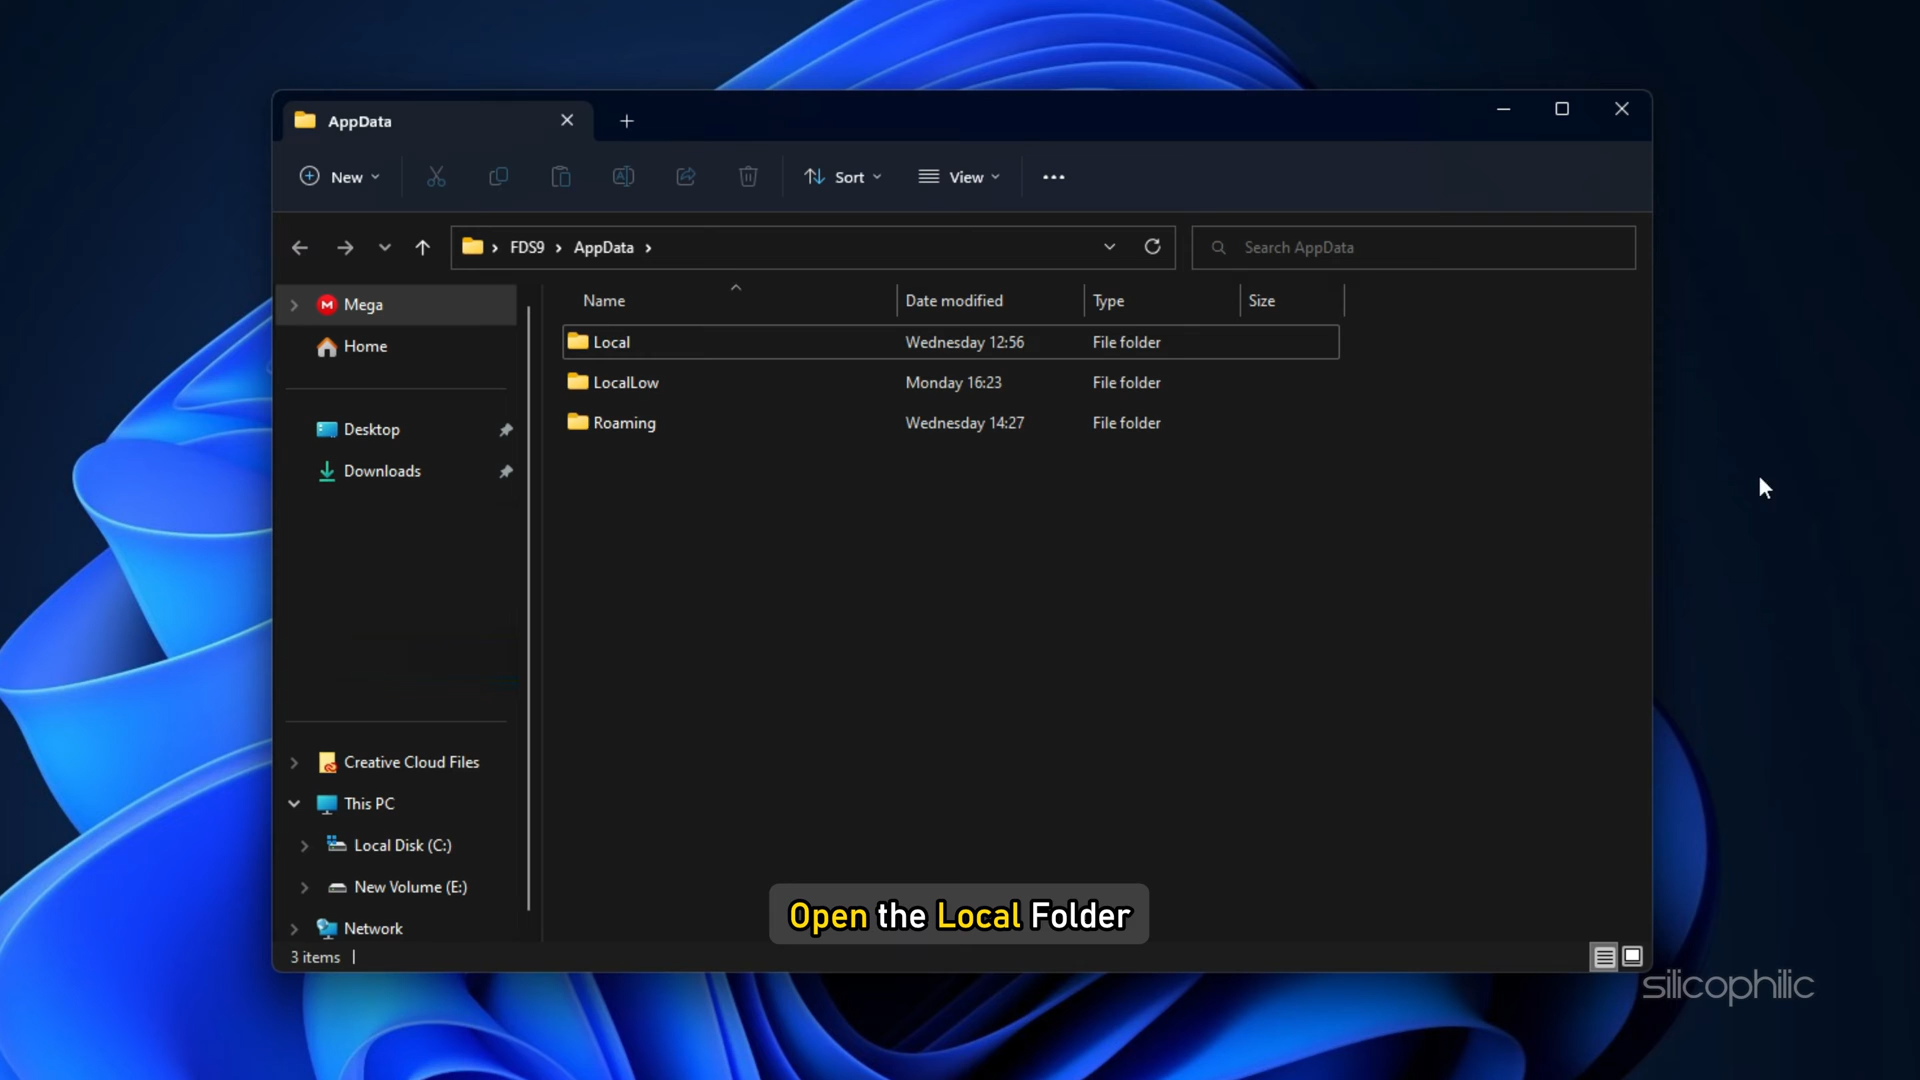 AppData
New
Sort
View
FDS9 > AppData >
Search AppData
Mega
Home
Desktop
Downloads
Creative Cloud Files
This PC
Local Disk (C:)
New Volume (E:)
Network
Name Date modified Type Size
Local Wednesday 12:56 File folder
LocalLow Monday 16:23 File folder
Roaming Wednesday 14:27 File folder
Open the Local Folder
3 items
silicophilic